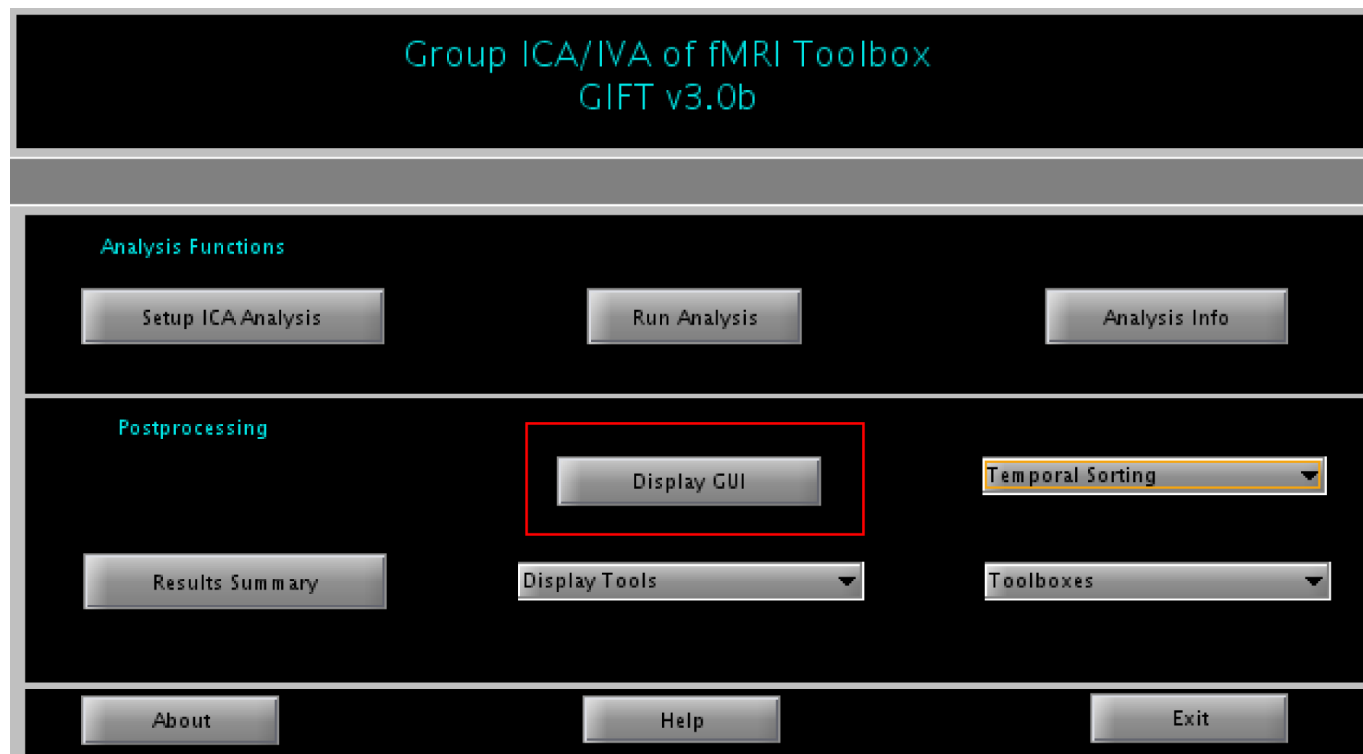 Group ICA/IVA of fMRI Toolbox
GIFT v3.0b
Analysis Functions
Setup ICA Analysis
Run Analysis
Analysis Info
Postprocessing
Display GUI
Temporal Sorting
Results Summary
Display Tools
Toolboxes
About
Help
Exit